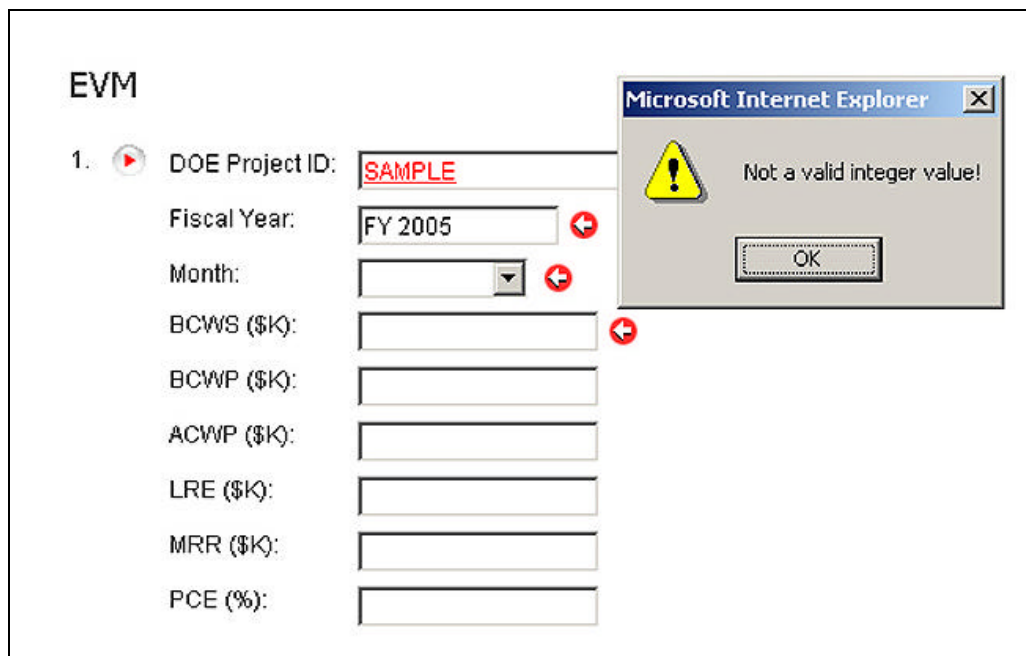 EVM
Microsoft Internet Explorer
Not a valid integer value!
OK
1. DOE Project ID: SAMPLE
Fiscal Year: FY 2005
Month:
BCWS ($K):
BCWP ($K):
ACWP ($K):
LRE ($K):
MRR ($K):
PCE (%):